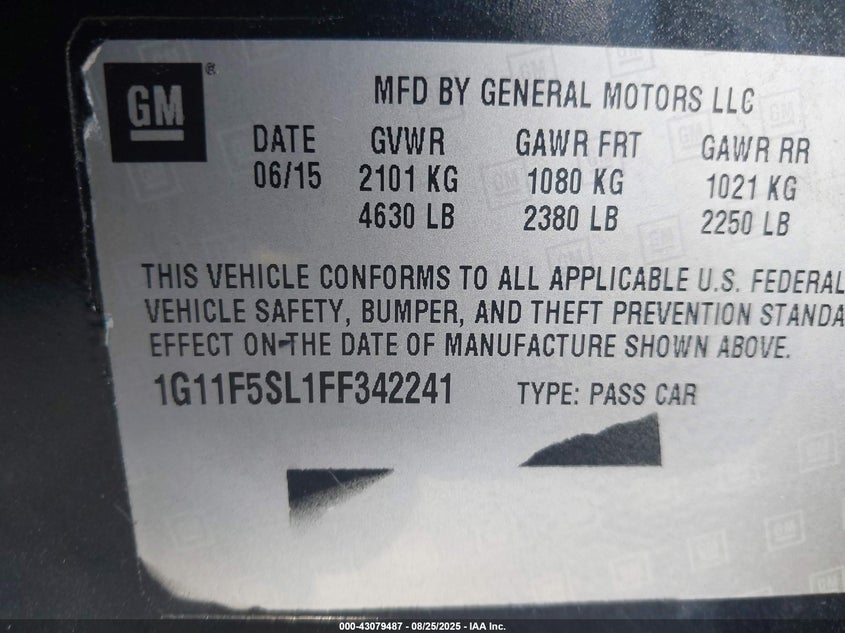 GM ®
MFD BY GENERAL MOTORS LLC
DATE GVWR GAWR FRT GAWR RR
06/15 2101 KG 1080 KG 1021 KG
4630 LB 2380 LB 2250 LB
THIS VEHICLE CONFORMS TO ALL APPLICABLE U.S. FEDERAL
VEHICLE SAFETY, BUMPER, AND THEFT PREVENTION STANDA
EFFECT ON THE DATE OF MANUFACTURE SHOWN ABOVE.
1G11F5SL1FF342241 TYPE: PASS CAR
000-43079487 - 08/25/2025 - IAA Inc.